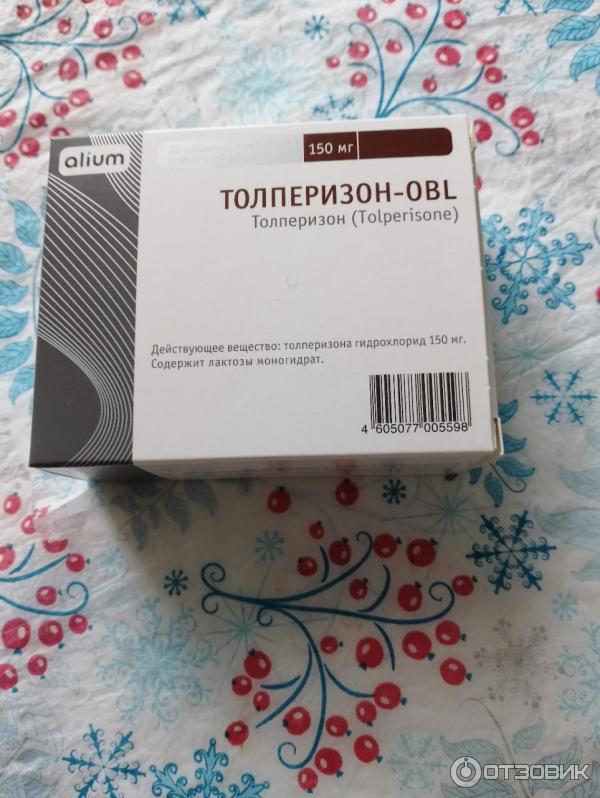 alium
150 мг
ТОЛПЕРИЗОН-OBL
Толперизон (Tolperisone)
Действующее вещество: толперизона гидрохлорид 150 мг.
Содержит лактозы моногидрат.
4 605077 005598
ОТЗОВИК